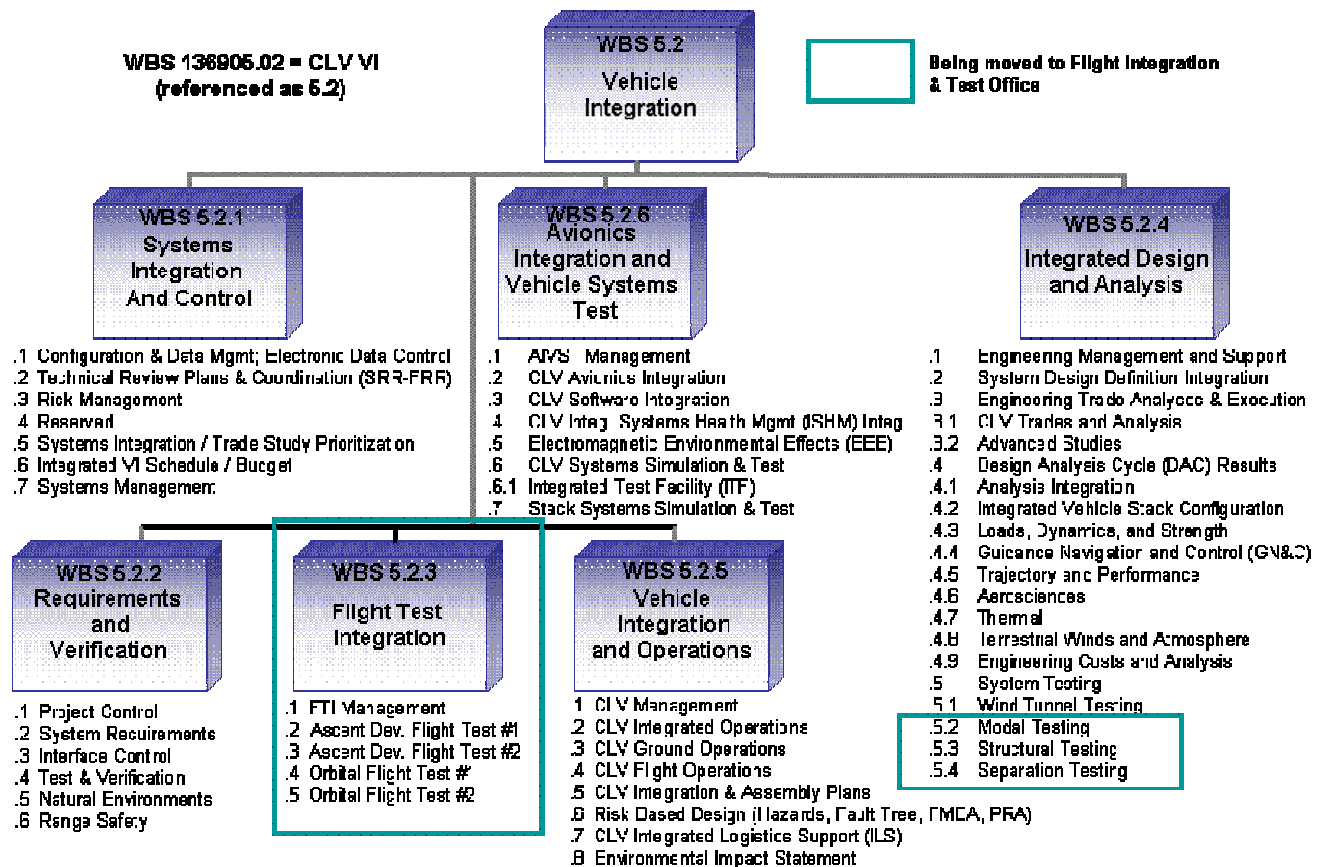 WBS 136905.02 = CLV VI
(referenced as 5.2)
WBS 5.2
Vehicle
Integration
Being moved to Flight Integration
& Test Office
WBS 5.2.1
Systems
Integration
And Control
.1 Configuration & Data Mgmt; Electronic Data Control
.2 Technical Review Plans & Coordination (SRR-FRR)
.3 Risk Management
.4 Reserved
.5 Systems Integration / Trade Study Prioritization
.6 Integrated VI Schedule / Budget
.7 Systems Management
WBS 5.2.6
Avionics
Integration and
Vehicle Systems
Test
.1 AIVST Management
.2 CLV Avionics Integration
.3 CLV Software Integration
.4 CLV Integ. Systems Health Mgmt (ISHM) Integ
.5 Electromagnetic Environmental Effects (EEE)
.6 CLV Systems Simulation & Test
.6.1 Integrated Test Facility (ITF)
.7 Stack Systems Simulation & Test
WBS 5.2.4
Integrated Design
and Analysis
.1 Engineering Management and Support
.2 System Design Definition Integration
.3 Engineering Trade Analyses & Execution
.3.1 CLV Trades and Analysis
.3.2 Advanced Studies
.4 Design Analysis Cycle (DAC) Results
.4.1 Analysis Integration
.4.2 Integrated Vehicle Stack Configuration
.4.3 Loads, Dynamics, and Strength
.4.4 Guidance Navigation and Control (GN&C)
.4.5 Trajectory and Performance
.4.6 Aerosciences
.4.7 Thermal
.4.8 Terrestrial Winds and Atmosphere
.4.9 Engineering Costs and Analysis
.5 System Testing
.5.1 Wind Tunnel Testing
.5.2 Modal Testing
.5.3 Structural Testing
.5.4 Separation Testing
WBS 5.2.2
Requirements
and
Verification
.1 Project Control
.2 System Requirements
.3 Interface Control
.4 Test & Verification
.5 Natural Environments
.6 Range Safety
WBS 5.2.3
Flight Test
Integration
.1 FTI Management
.2 Ascent Dev. Flight Test #1
.3 Ascent Dev. Flight Test #2
.4 Orbital Flight Test #1
.5 Orbital Flight Test #2
WBS 5.2.5
Vehicle
Integration
and Operations
.1 CLV Management
.2 CLV Integrated Operations
.3 CLV Ground Operations
.4 CLV Flight Operations
.5 CLV Integration & Assembly Plans
.6 Risk Based Design (Hazards, Fault Tree, FMEA, PRA)
.7 CLV Integrated Logistics Support (ILS)
.8 Environmental Impact Statement